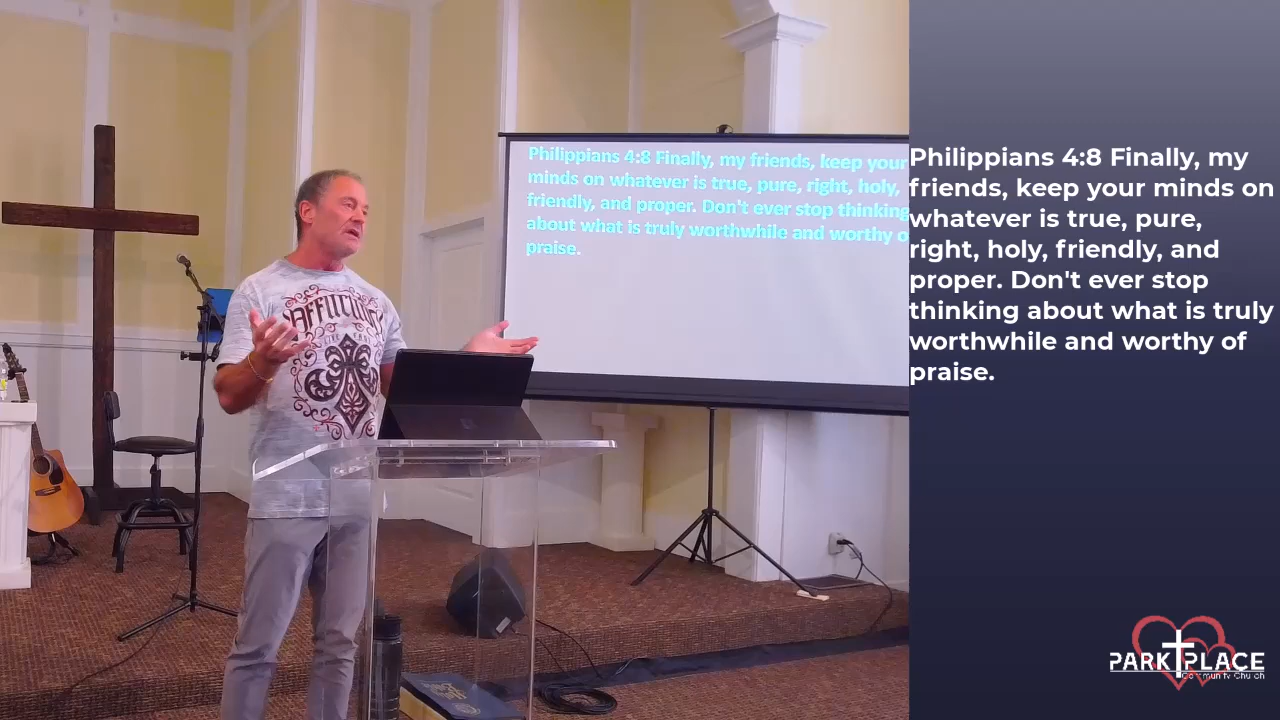 AFFLICTION
Philippians 4:8 Finally, my friends, keep your
minds on whatever is true, pure, right, holy,
friendly, and proper. Don't ever stop thinking
about what is truly worthwhile and worthy o
praise.
Philippians 4:8 Finally, my
friends, keep your minds on
whatever is true, pure,
right, holy, friendly, and
proper. Don't ever stop
thinking about what is truly
worthwhile and worthy of
praise.
PARK PLACE
Community Church